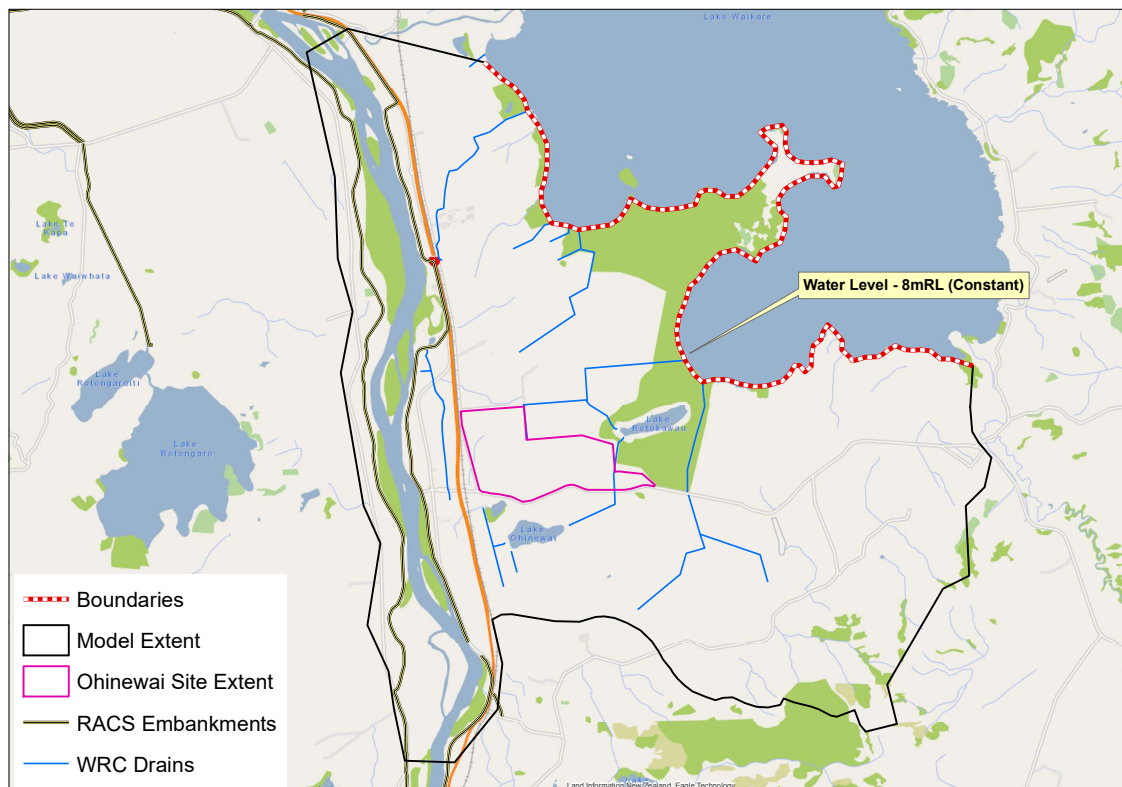 Lake Waikare
Lake Te
Kapa
Lake Waiwhata
Water Level - 8mRL (Constant)
Lake
Rotongaroiti
Lake
Rotongaro
Lake
Rotokawau
Lake
Ohinewai
Boundaries
Model Extent
Ohinewai Site Extent
RACS Embankments
WRC Drains
Land Information New Zealand, Eagle Technology